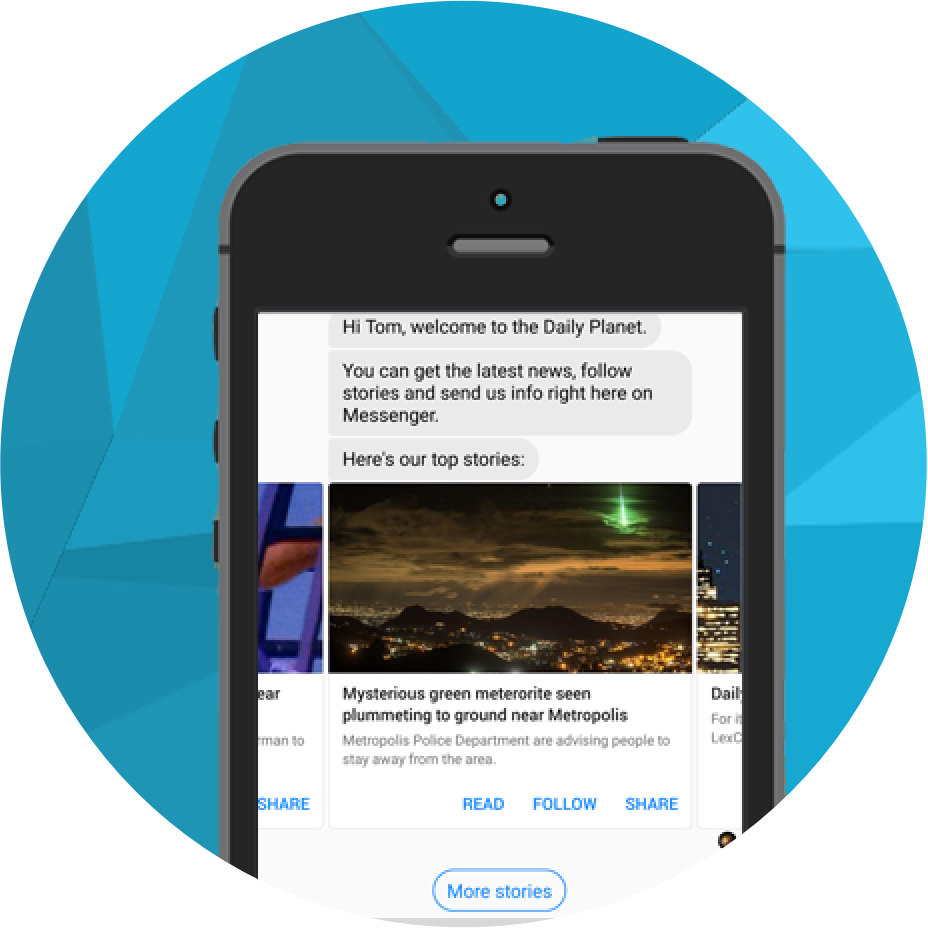 Hi Tom, welcome to the Daily Planet.
You can get the latest news, follow
stories and send us info right here on
Messenger.
Here's our top stories:
ear
rman to
SHARE
Mysterious green meterorite seen
plummeting to ground near Metropolis
Metropolis Police Department are advising people to
stay away from the area.
READ FOLLOW SHARE
Daily
For it
LexC
More stories